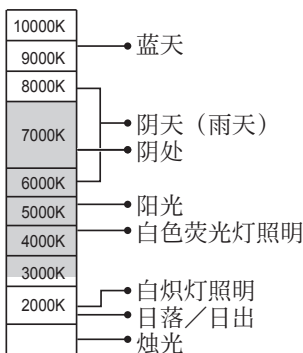 10000K
9000K
蓝天
8000K
阴天（雨天）
7000K
阴处
6000K
5000K
阳光
4000K
白色荧光灯照明
3000K
2000K
白炽灯照明
日落／日出
烛光